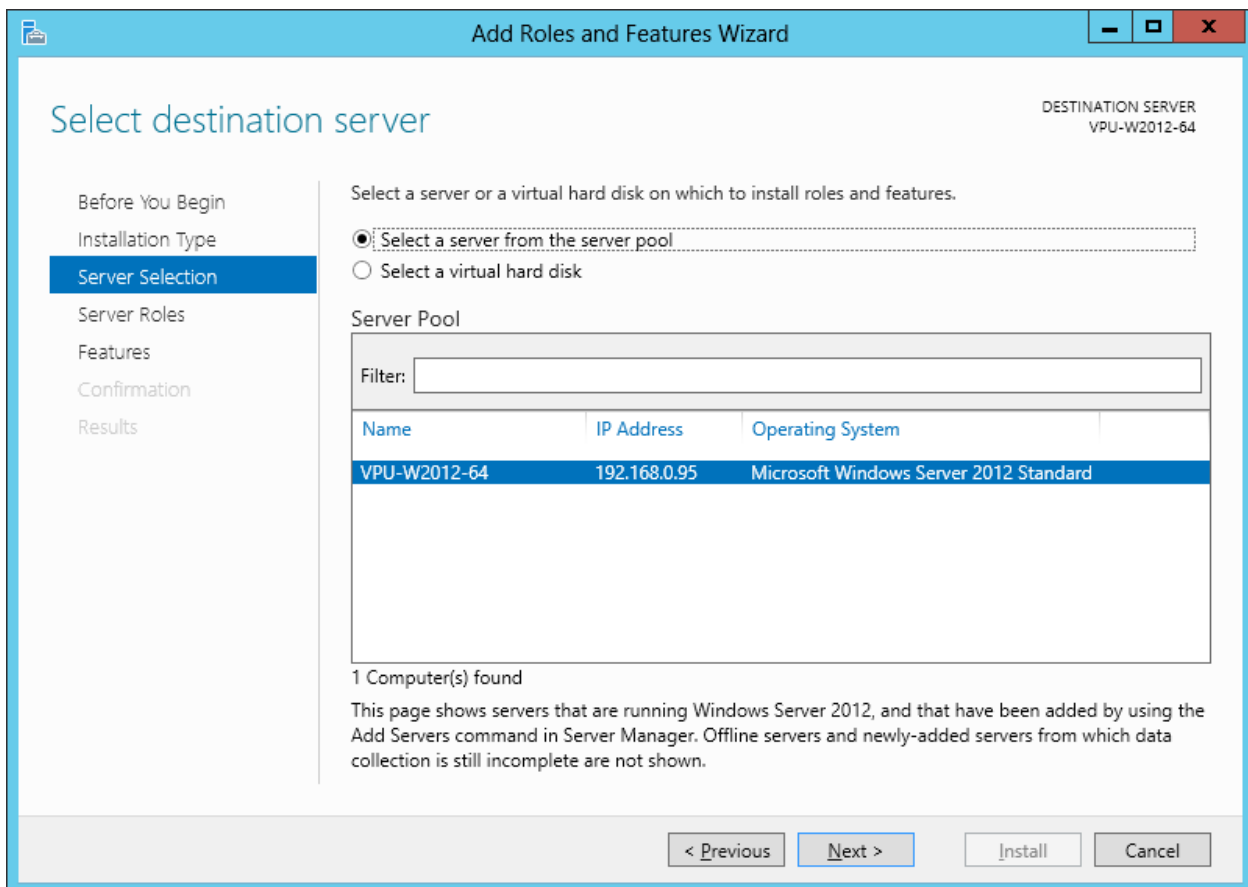 Add Roles and Features Wizard
Select destination server
DESTINATION SERVER
VPU-W2012-64
Before You Begin
Installation Type
Server Selection
Server Roles
Features
Confirmation
Results
Select a server or a virtual hard disk on which to install roles and features.
Select a server from the server pool
Select a virtual hard disk
Server Pool
Filter:
Name IP Address Operating System
VPU-W2012-64 192.168.0.95 Microsoft Windows Server 2012 Standard
1 Computer(s) found
This page shows servers that are running Windows Server 2012, and that have been added by using the
Add Servers command in Server Manager. Offline servers and newly-added servers from which data
collection is still incomplete are not shown.
< Previous Next > Install Cancel